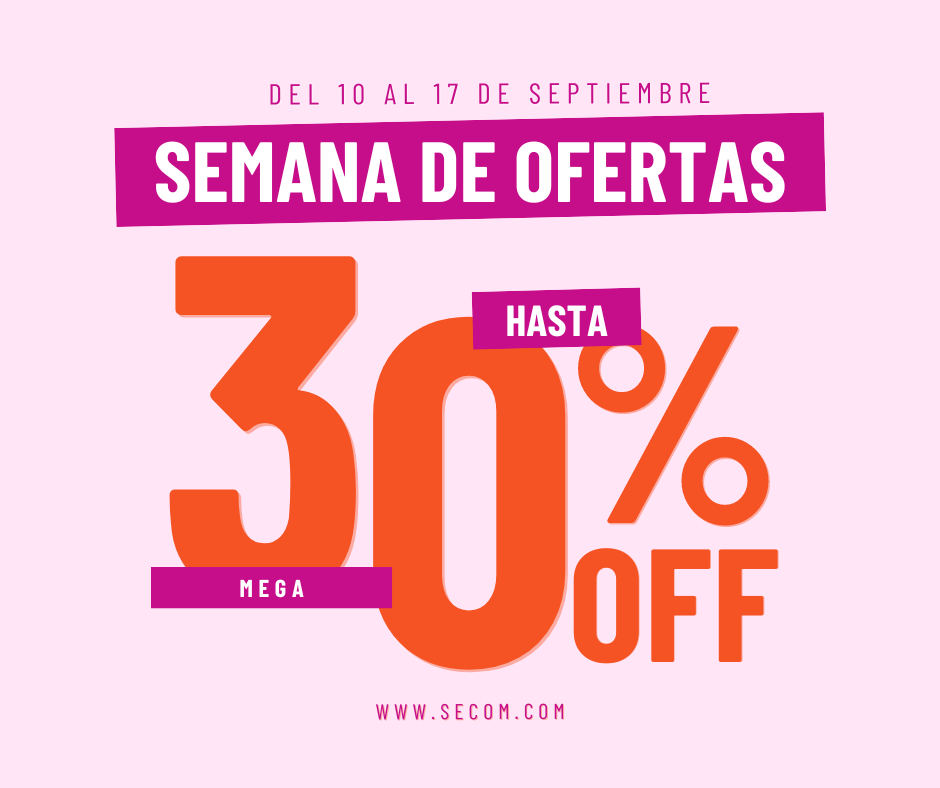 DEL 10 AL 17 DE SEPTIEMBRE
SEMANA DE OFERTAS
HASTA
30%
OFF
MEGA
WWW.SECOM.COM